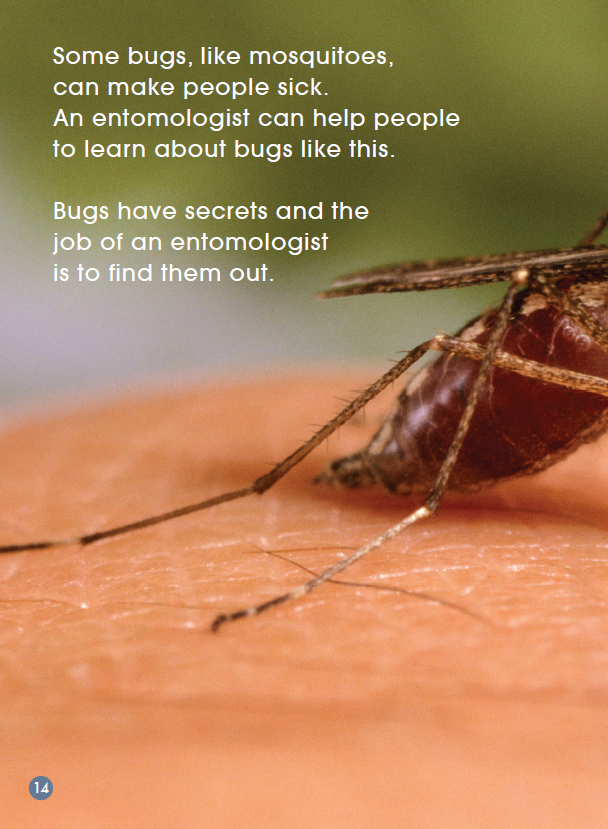 Some bugs, like mosquitoes,
can make people sick.
An entomologist can help people
to learn about bugs like this.
Bugs have secrets and the
job of an entomologist
is to find them out.
14